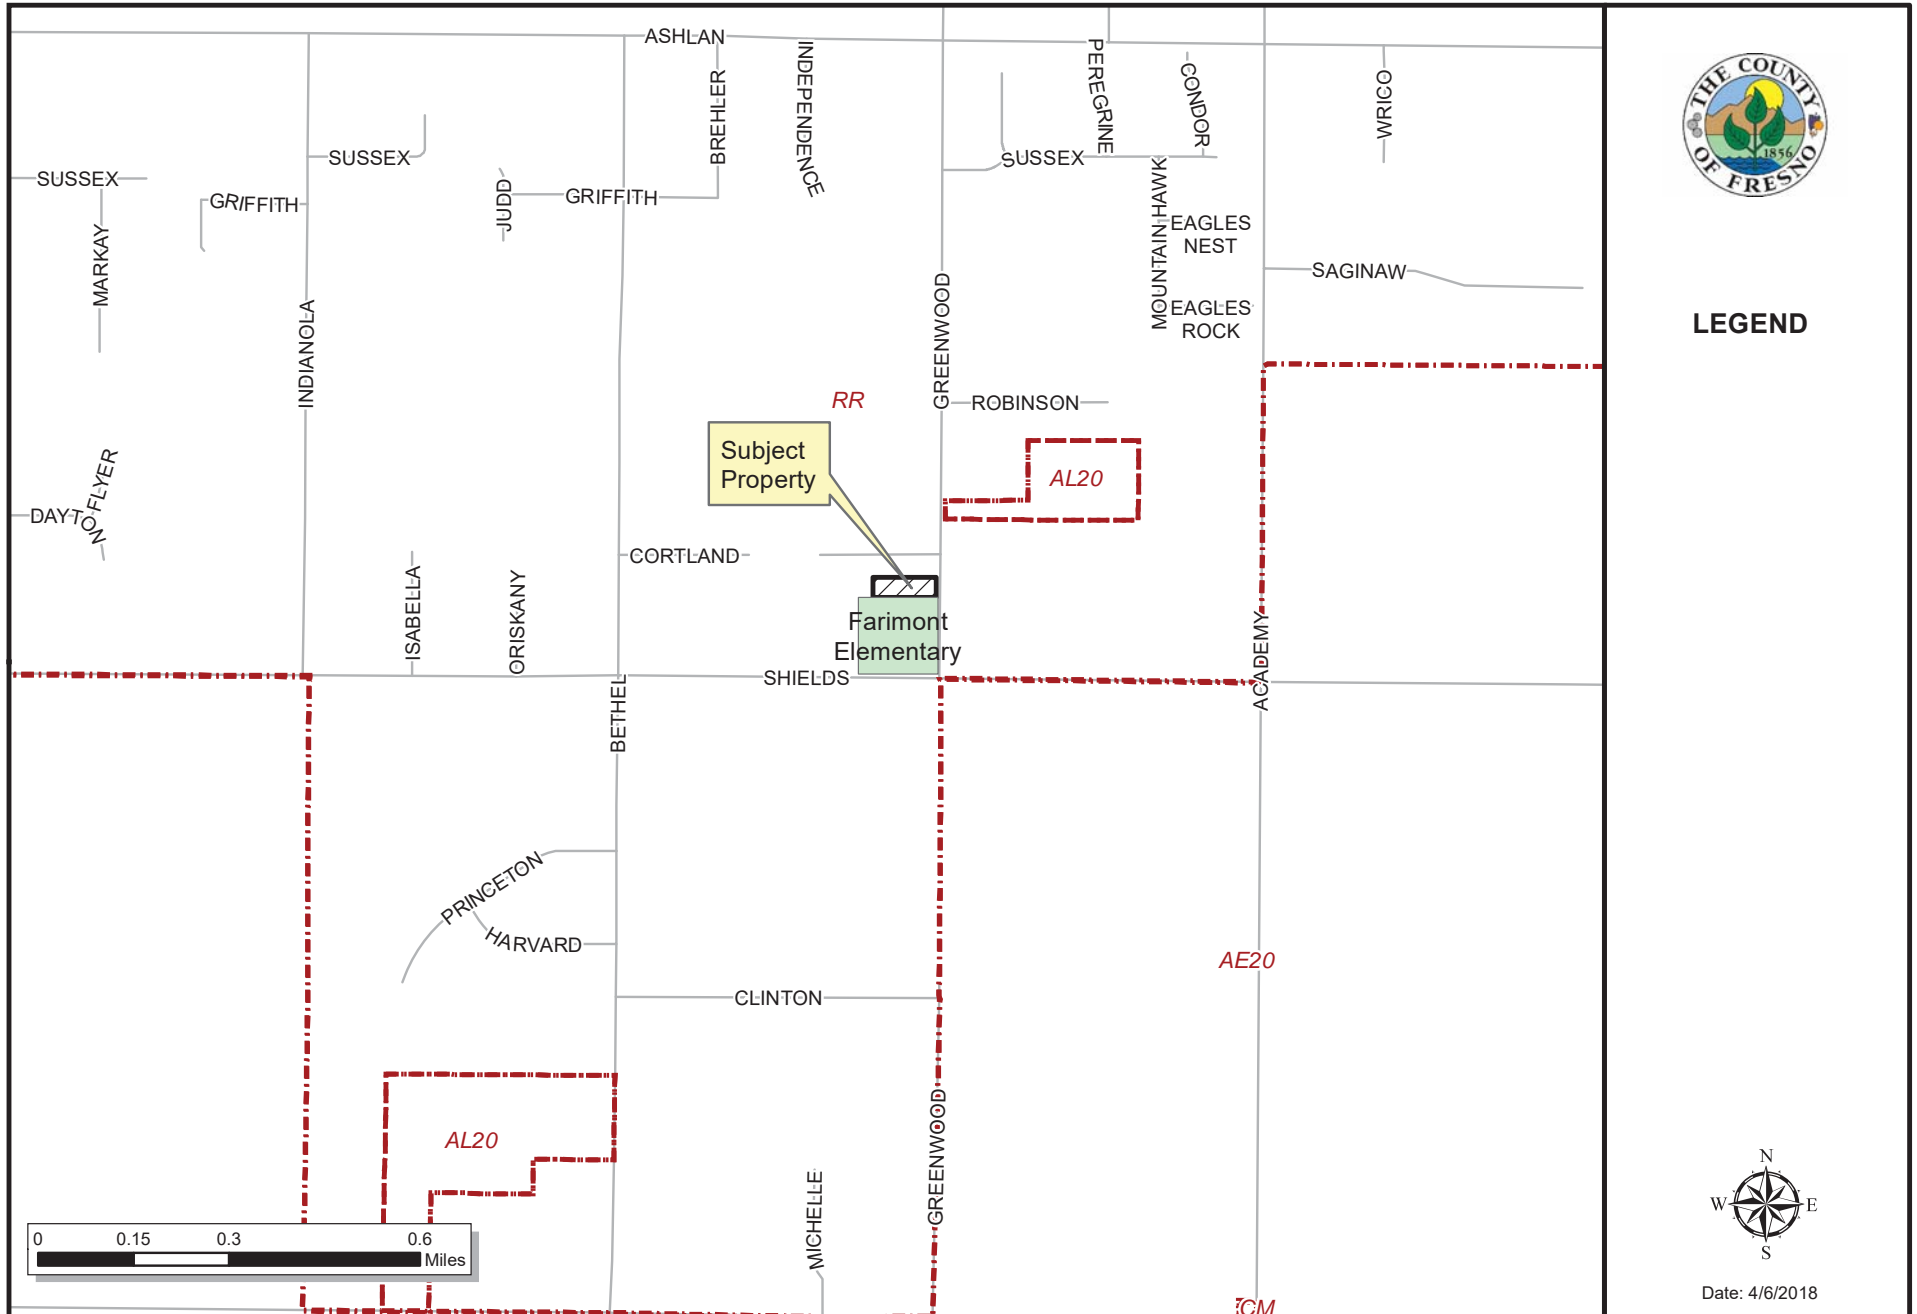 ASHLAN
INDEPENDENCE
BREHLER
PEREGRINE
CONDOR
WRICO
SUSSEX
SUSSEX
SUSSEX
GRIFFITH
JUDD
GRIFFITH
MARKAY
MOUNTAIN HAWK
EAGLES
NEST
SAGINAW
EAGLES
ROCK
INDIANOLA
GREENWOOD
RR
ROBINSON
Subject
Property
AL20
FLYER
DAYTON
CORTLAND
ISABELLA
ORISKANY
Farimont
Elementary
ACADEMY
SHIELDS
BETHEL
PRINCETON
HARVARD
AE20
CLINTON
AL20
GREENWOOD
MICHELLE
0 0.15 0.3 0.6
Miles
CM
THE COUNTY
OF FRESNO
1856
LEGEND
N
W E
S
Date: 4/6/2018